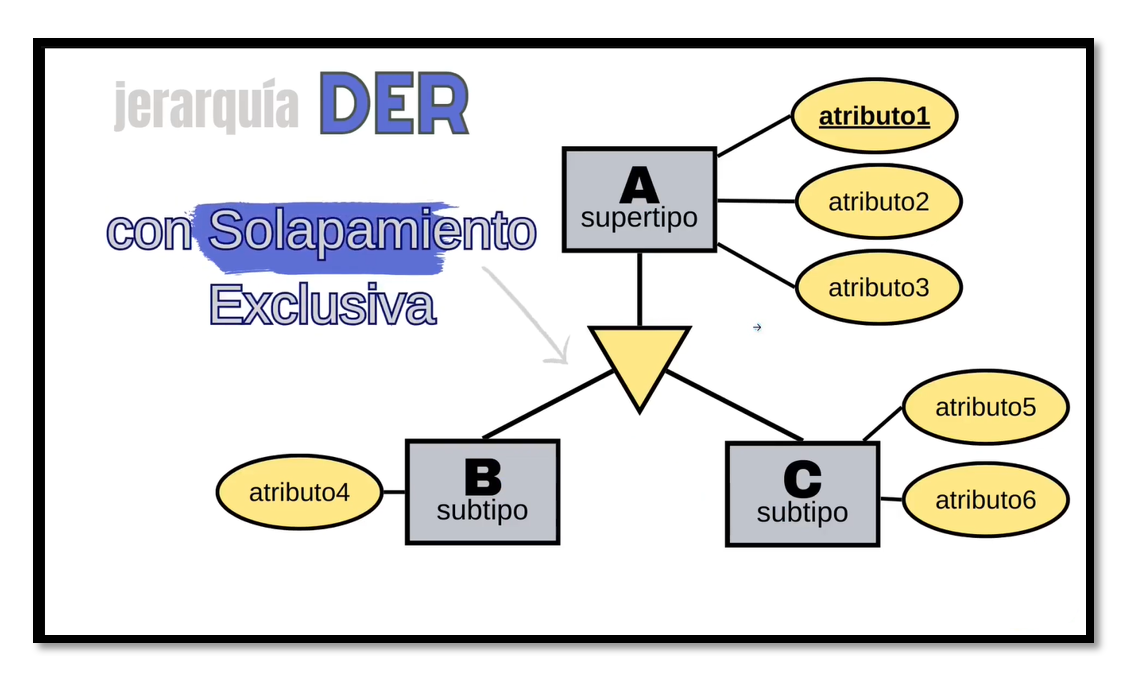 jerarquía DER
con Solapamiento
Exclusiva
A
supertipo
atributo1
atributo2
atributo3
B
subtipo
atributo4
C
subtipo
atributo5
atributo6